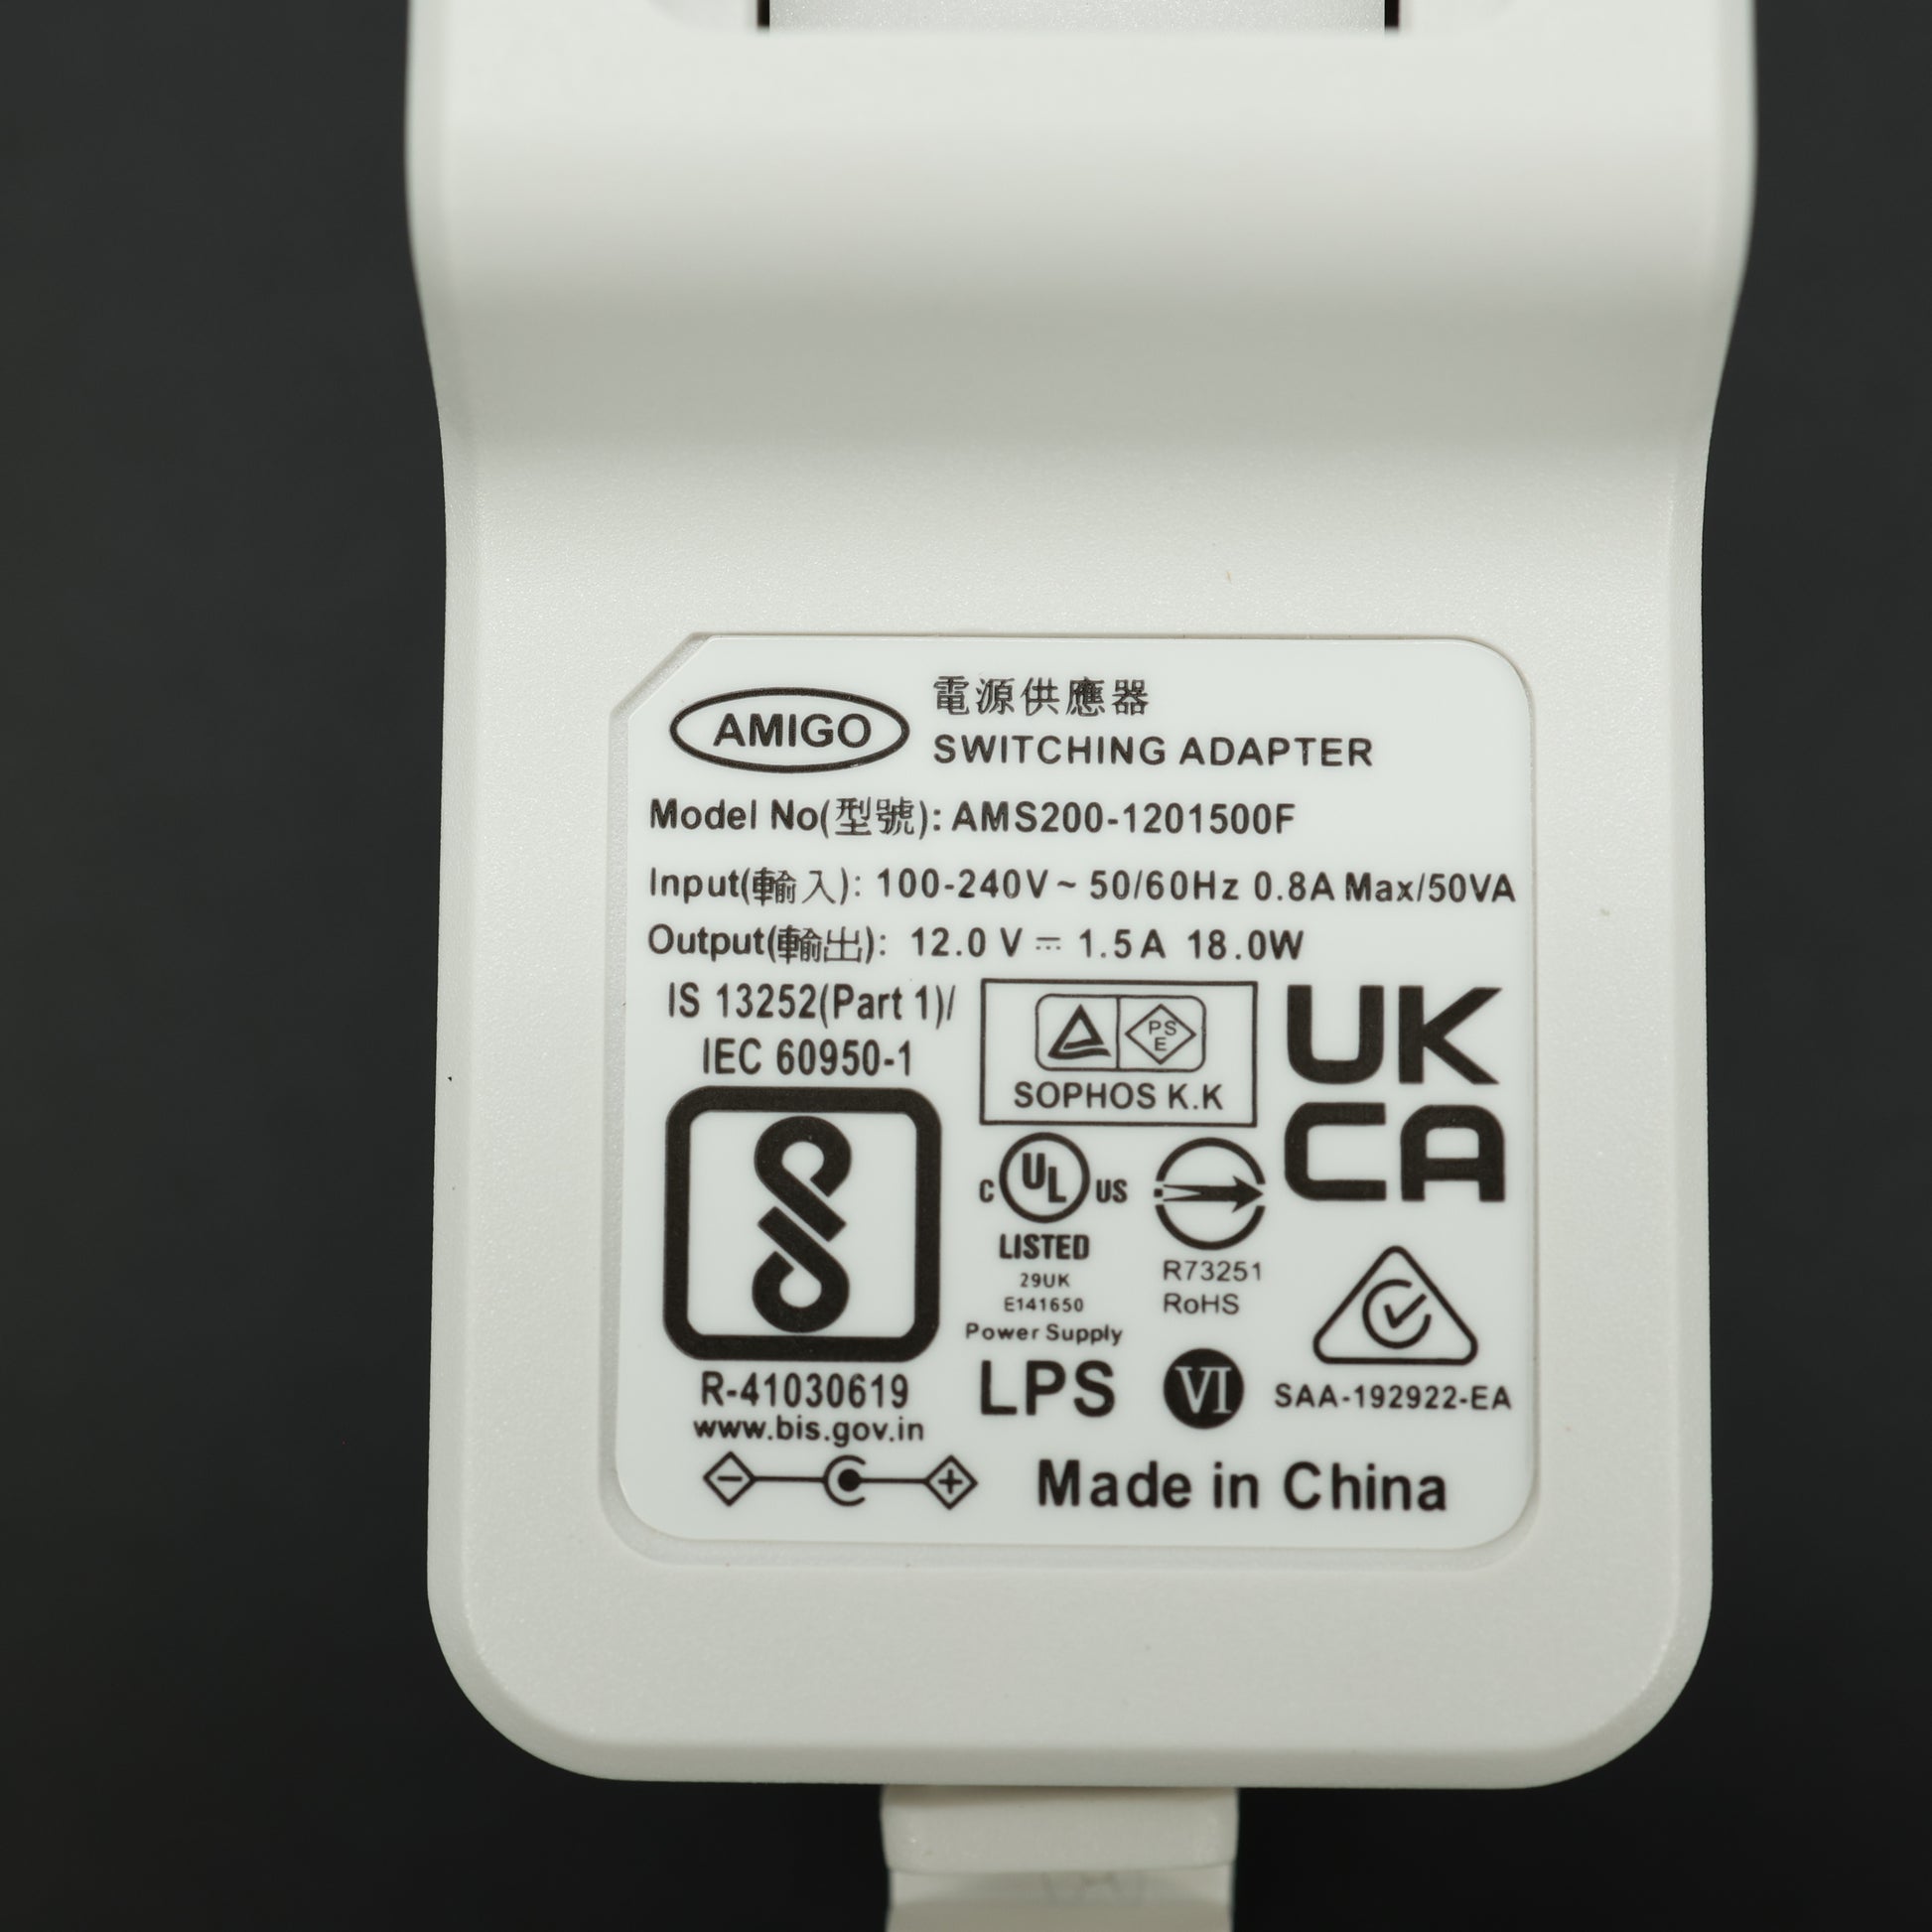 AMIGO
電源供應器
SWITCHING ADAPTER
Model No(型號): AMS200-1201500F
Input(輸入): 100-240V ~ 50/60Hz 0.8A Max/50VA
Output(輸出): 12.0 V ⎓ 1.5A 18.0W
IS 13252(Part 1)/
IEC 60950-1
R-41030619
www.bis.gov.in
PS
E
SOPHOS K.K
C UL US
LISTED
29UK
E141650
Power Supply
LPS
R73251
RoHS
VI
UK
CA
SAA-192922-EA
Made in China